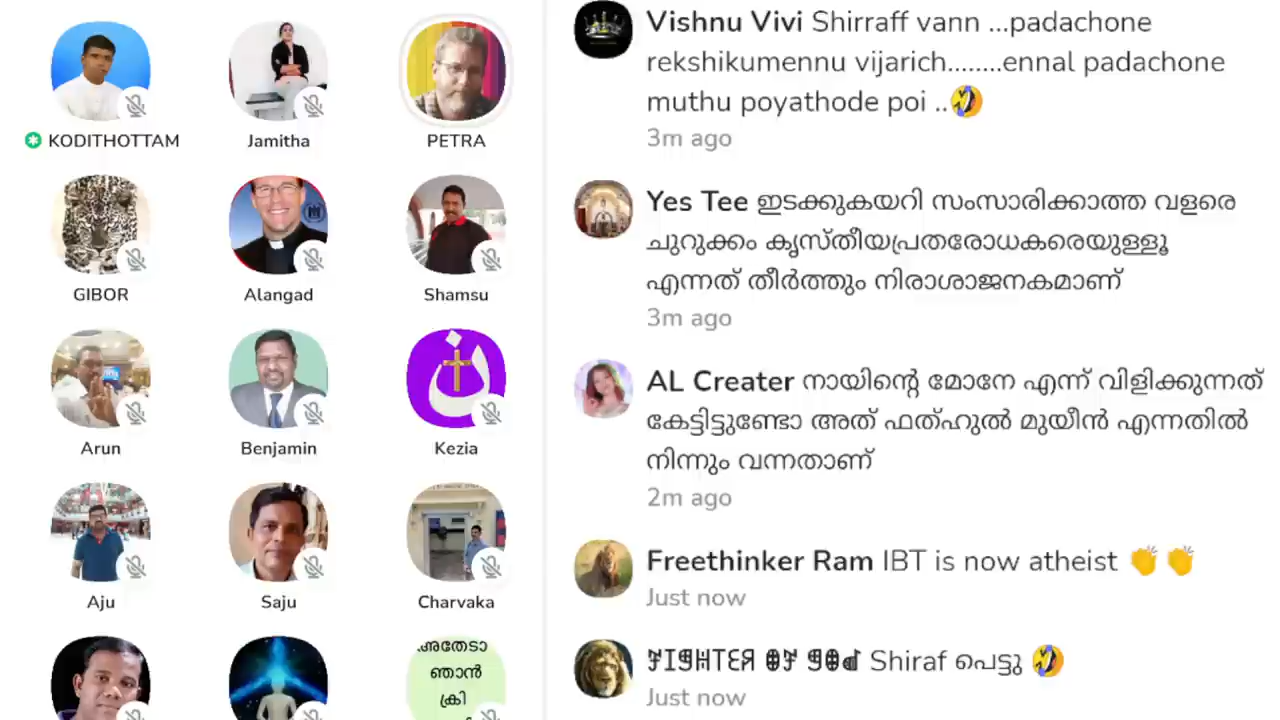 KODITHOTTAM
Jamitha
PETRA
GIBOR
Alangad
Shamsu
Arun
Benjamin
Kezia
Aju
Saju
Charvaka
അതേടാ
ഞാൻ
ക്രി
Vishnu Vivi Shirraff vann ...padachone
rekshikumennu vijarich........ennal padachone
muthu poyathode poi ..🤣
3m ago
Yes Tee ഇടക്കുകയറി സംസാരിക്കാത്ത വളരെ
ചുറുക്കം കൃസ്തീയപ്രതരോധകരെയുള്ളൂ
എന്നത് തീർത്തും നിരാശാജനകമാണ്
3m ago
AL Creater നായിന്റെ മോനേ എന്ന് വിളിക്കുന്നത്
കേട്ടിട്ടുണ്ടോ അത് ഫത്ഹുൽ മുയീൻ എന്നതിൽ
നിന്നും വന്നതാണ്
2m ago
Freethinker Ram IBT is now atheist 👏 👏
Just now
FIGHTER OF GOD Shiraf പെട്ടു 🤣
Just now